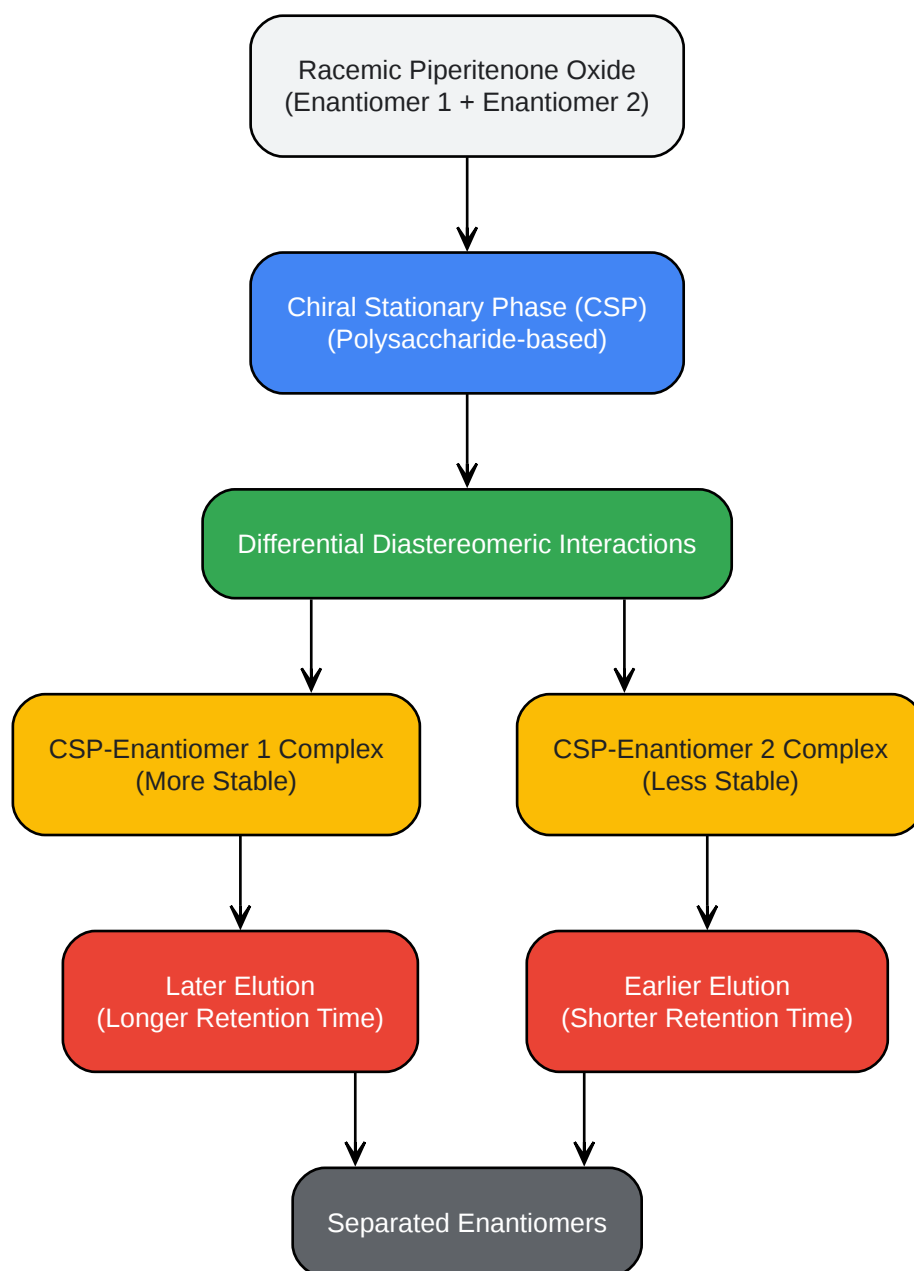 Racemic Piperitenone Oxide
(Enantiomer 1 + Enantiomer 2)
Chiral Stationary Phase (CSP)
(Polysaccharide-based)
Differential Diastereomeric Interactions
CSP-Enantiomer 1 Complex
(More Stable)
CSP-Enantiomer 2 Complex
(Less Stable)
Later Elution
(Longer Retention Time)
Earlier Elution
(Shorter Retention Time)
Separated Enantiomers